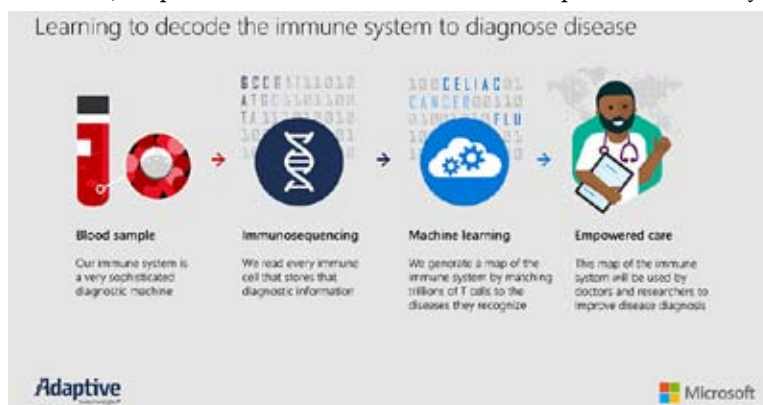 Learning to decode the immune system to diagnose disease
GCCGATT11010
CELIAC
CANCER00110
FLU
Blood sample
Our immune system is
a very sophisticated
diagnostic machine
Immunosequencing
We read every immune
cell that stores that
diagnostic information
Machine learning
We generate a map of the
immune system by matching
trillions of T cells to the
diseases they recognize
Empowered care
This map of the immune
system will be used by
doctors and researchers to
improve disease diagnosis
Adaptive
Microsoft